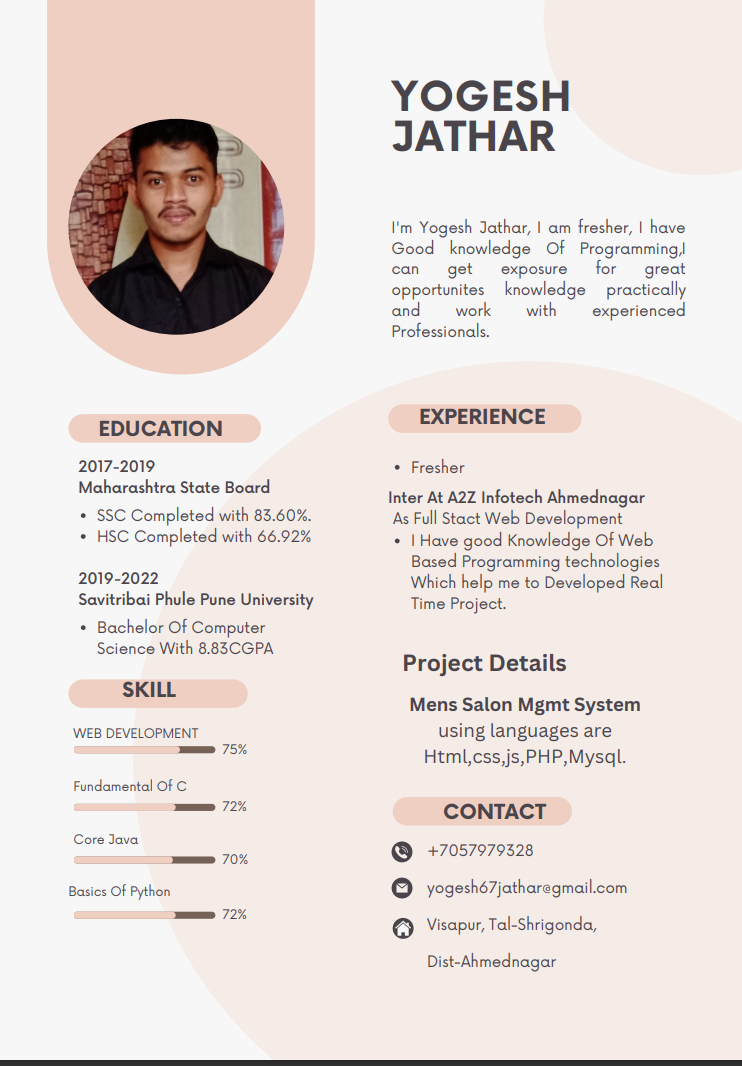 YOGESH
JATHAR
I'm Yogesh Jathar, I am fresher, I have
Good knowledge Of Programming,I
can get exposure for great
opportunites knowledge practically
and work with experienced
Professionals.
EDUCATION
2017-2019
Maharashtra State Board
• SSC Completed with 83.60%.
• HSC Completed with 66.92%
2019-2022
Savitribai Phule Pune University
• Bachelor Of Computer
Science With 8.83CGPA
SKILL
WEB DEVELOPMENT
75%
Fundamental Of C
72%
Core Java
70%
Basics Of Python
72%
EXPERIENCE
• Fresher
Inter At A2Z Infotech Ahmednagar
As Full Stact Web Development
• I Have good Knowledge Of Web
Based Programming technologies
Which help me to Developed Real
Time Project.
Project Details
Mens Salon Mgmt System
using languages are
Html,css,js,PHP,Mysql.
CONTACT
+7057979328
yogesh67jathar@gmail.com
Visapur, Tal-Shrigonda,
Dist-Ahmednagar